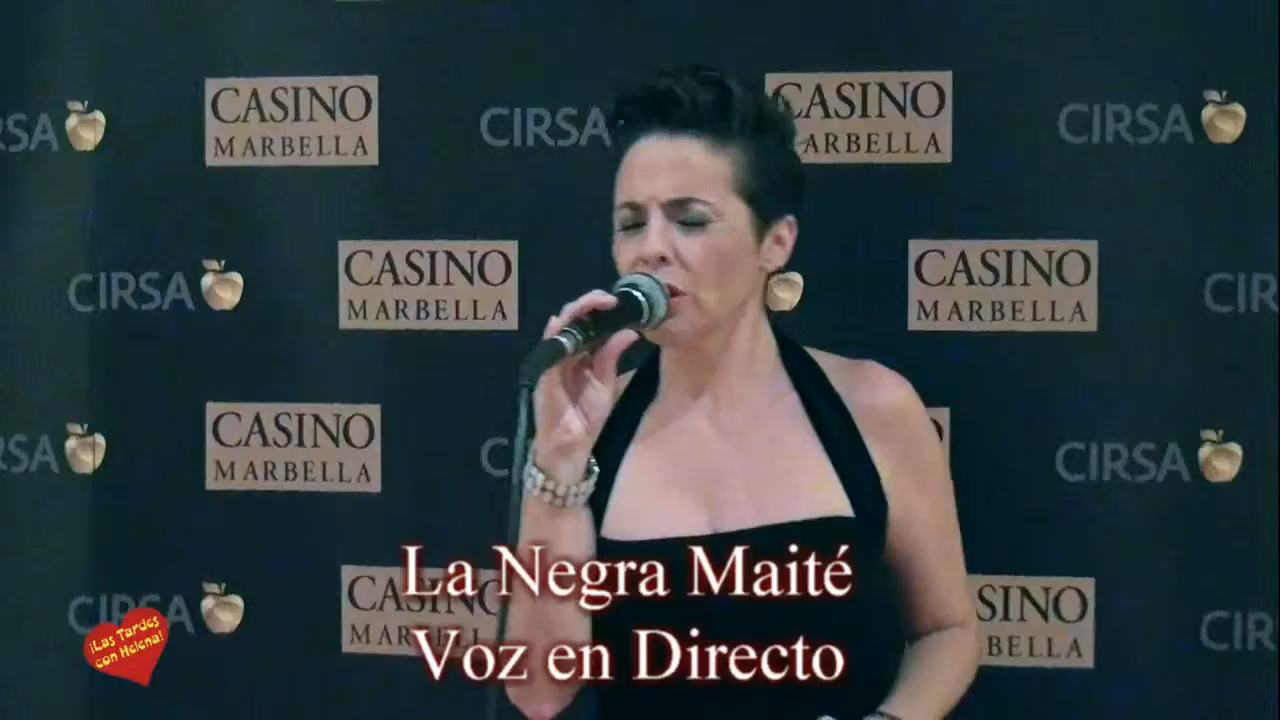 CASINO
MARBELLA
CIRSA
CASINO
MARBELLA
CIRSA
CIRSA
CASINO
MARBELLA
CASINO
MARBELLA
CASINO
MARBELLA
CIRSA
La Negra Maité
Voz en Directo
CIRSA
CASINO
MARBELLA
¡Las Tardes
con Helena!